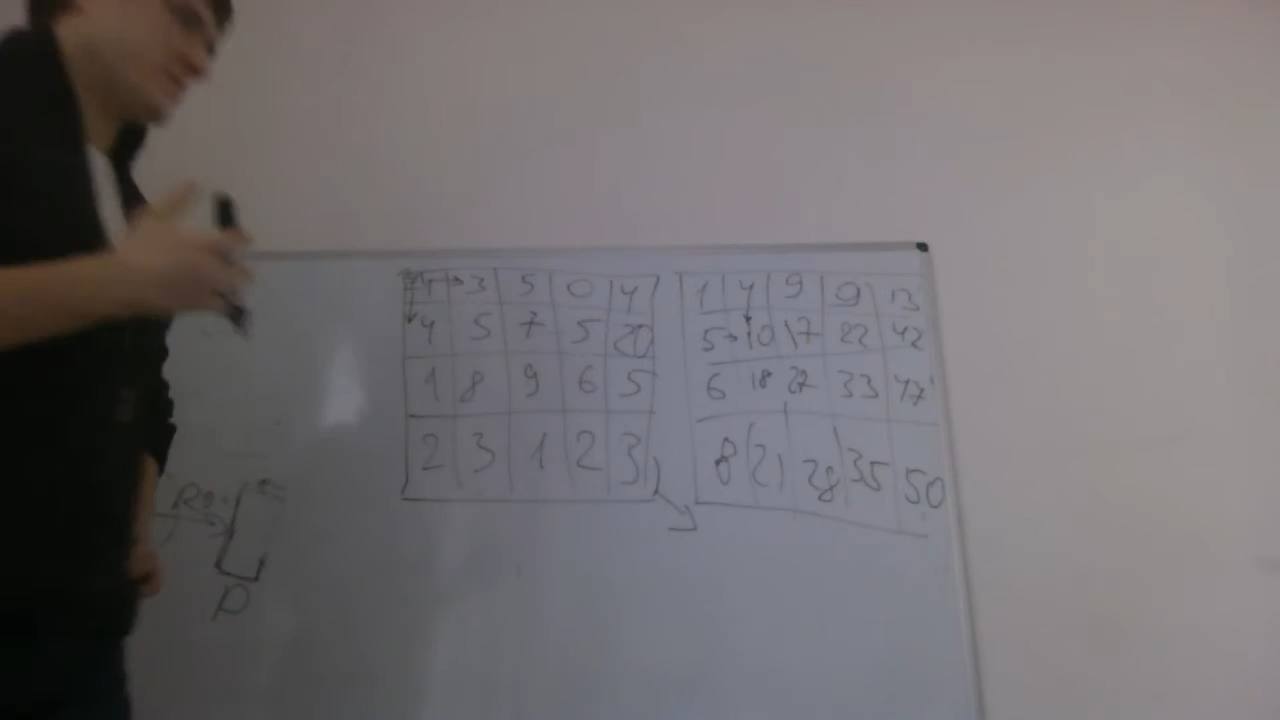 1 3 5 0 4
4 5 7 5 20
1 8 9 6 5
2 3 1 2 3
1 4 9 9 13
5 10 17 22 42
6 18 27 33 47
8 21 28 35 50
D